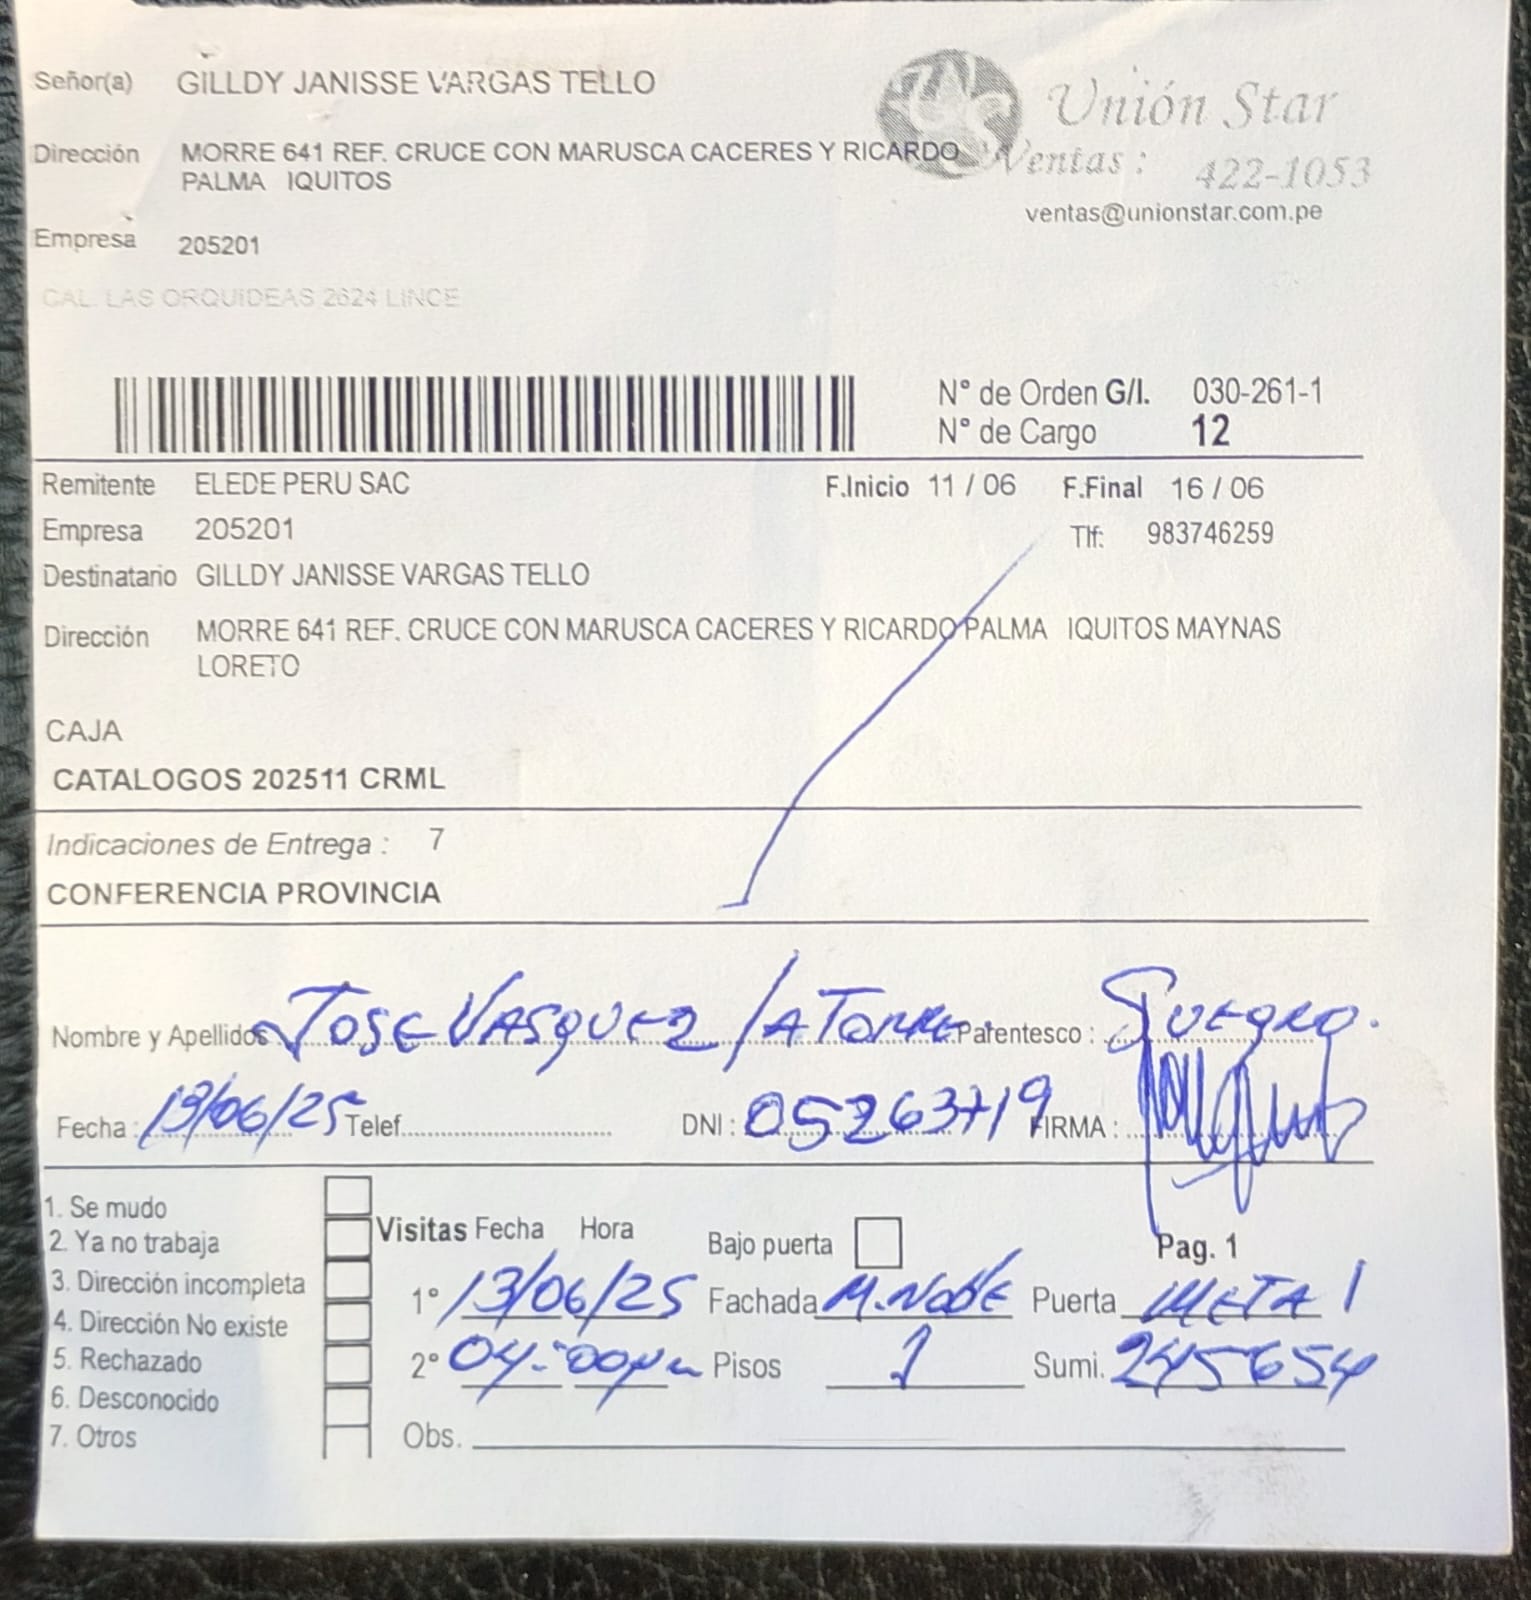 Señor(a) GILLDY JANISSE VARGAS TELLO
Unión Star
Dirección MORRE 641 REF. CRUCE CON MARUSCA CACERES Y RICARDO
PALMA IQUITOS
Ventas : 422-1053
ventas@unionstar.com.pe
Empresa 205201
CAL. LAS ORQUIDEAS 2624 LINCE
N° de Orden G/I. 030-261-1
N° de Cargo 12
Remitente ELEDE PERU SAC F.Inicio 11 / 06 F.Final 16 / 06
Empresa 205201 Tlf: 983746259
Destinatario GILLDY JANISSE VARGAS TELLO
Dirección MORRE 641 REF. CRUCE CON MARUSCA CACERES Y RICARDO PALMA IQUITOS MAYNAS
LORETO
CAJA
CATALOGOS 202511 CRML
Indicaciones de Entrega : 7
CONFERENCIA PROVINCIA
Nombre y Apellidos JOSE VASQUEZ LATORRE Parentesco : SUEGRO.
Fecha : 13/06/25 Telef. DNI : 05263719 FIRMA :
1. Se mudo
2. Ya no trabaja
3. Dirección incompleta
4. Dirección No existe
5. Rechazado
6. Desconocido
7. Otros
Visitas Fecha Hora Bajo puerta Pag. 1
1° 13/06/25 Fachada M. NOBLE Puerta META 1
2° 04:00pm Pisos 1 Sumi. 245654
Obs.